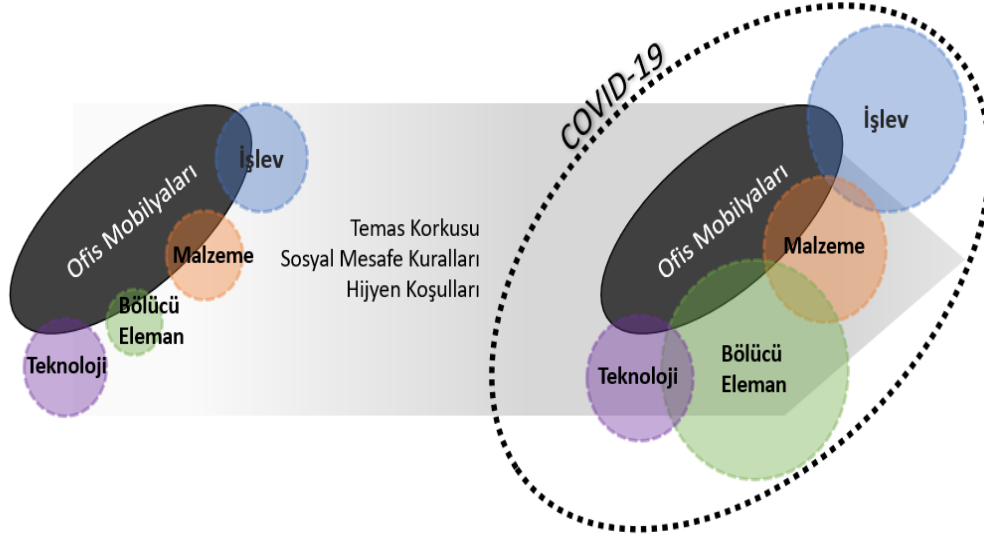 Ofis Mobilyaları
İşlev
Malzeme
Bölücü
Eleman
Teknoloji
Temas Korkusu
Sosyal Mesafe Kuralları
Hijyen Koşulları
COVID-19
Ofis Mobilyaları
İşlev
Malzeme
Bölücü
Eleman
Teknoloji